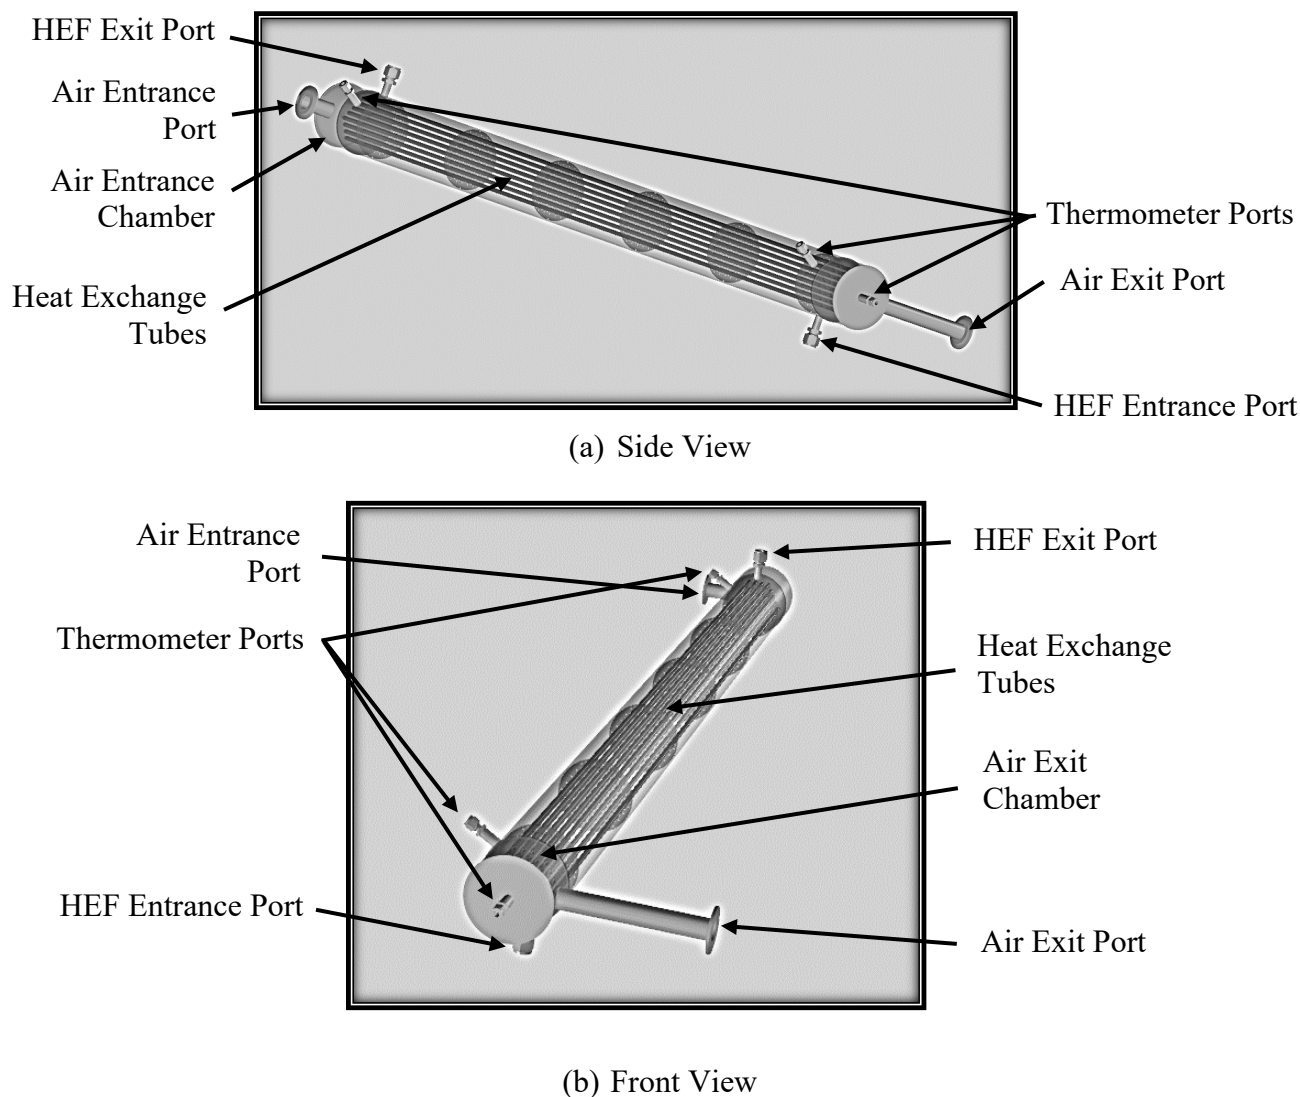 HEF Exit Port
Air Entrance
Port
Air Entrance
Chamber
Heat Exchange
Tubes
Thermometer Ports
Air Exit Port
HEF Entrance Port
(a) Side View
Air Entrance
Port
Thermometer Ports
HEF Entrance Port
HEF Exit Port
Heat Exchange
Tubes
Air Exit
Chamber
Air Exit Port
(b) Front View